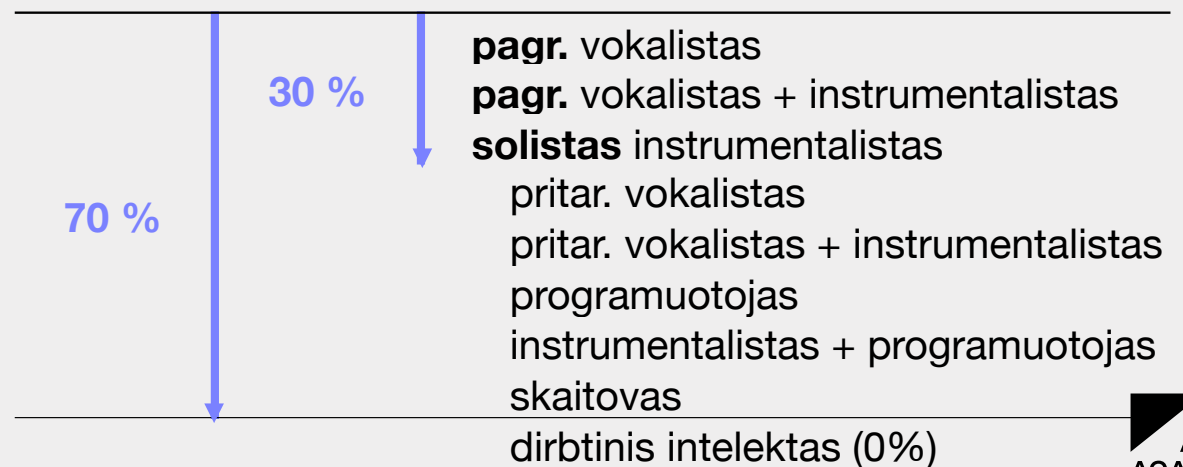 pagr. vokalistas
30 %
pagr. vokalistas + instrumentalistas
solistas instrumentalistas
pritar. vokalistas
70 %
pritar. vokalistas + instrumentalistas
programuotojas
instrumentalistas + programuotojas
skaitovas
dirbtinis intelektas (0%)